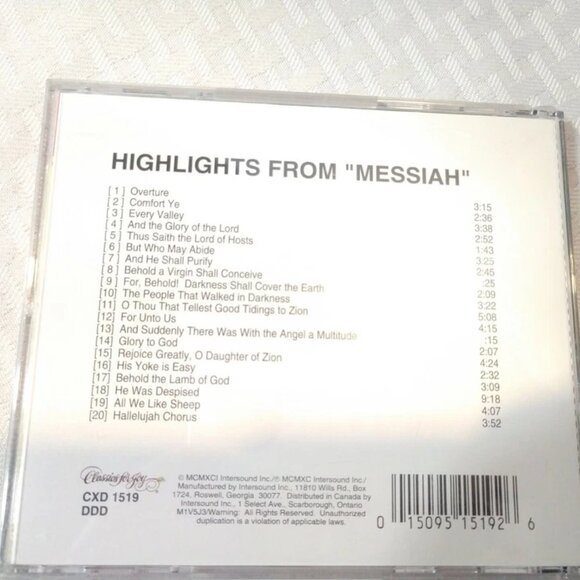 HIGHLIGHTS FROM "MESSIAH"
[1] Overture 3:15
[2] Comfort Ye 2:36
[3] Every Valley 3:38
[4] And the Glory of the Lord 2:52
[5] Thus Saith the Lord of Hosts 1:43
[6] But Who May Abide 3:25
[7] And He Shall Purify 2:45
[8] Behold a Virgin Shall Conceive :25
[9] For, Behold! Darkness Shall Cover the Earth 2:09
[10] The People That Walked in Darkness 3:22
[11] O Thou That Tellest Good Tidings to Zion 5:08
[12] For Unto Us 4:15
[13] And Suddenly There Was With the Angel a Multitude :15
[14] Glory to God 2:07
[15] Rejoice Greatly, O Daughter of Zion 4:24
[16] His Yoke is Easy 2:32
[17] Behold the Lamb of God 3:09
[18] He Was Despised 9:18
[19] All We Like Sheep 4:07
[20] Hallelujah Chorus 3:52
Classics for Joy
CXD 1519
DDD
© MCMXCI Intersound Inc./℗ MCMXC Intersound Inc./
Manufactured by Intersound Inc., 11810 Wills Rd., Box
1724, Roswell, Georgia 30077. Distributed in Canada by
Intersound Inc., 1 Select Ave., Scarborough, Ontario
M1V5J3/Warning: All Rights Reserved. Unauthorized
duplication is a violation of applicable laws.
0 15095 15192 6